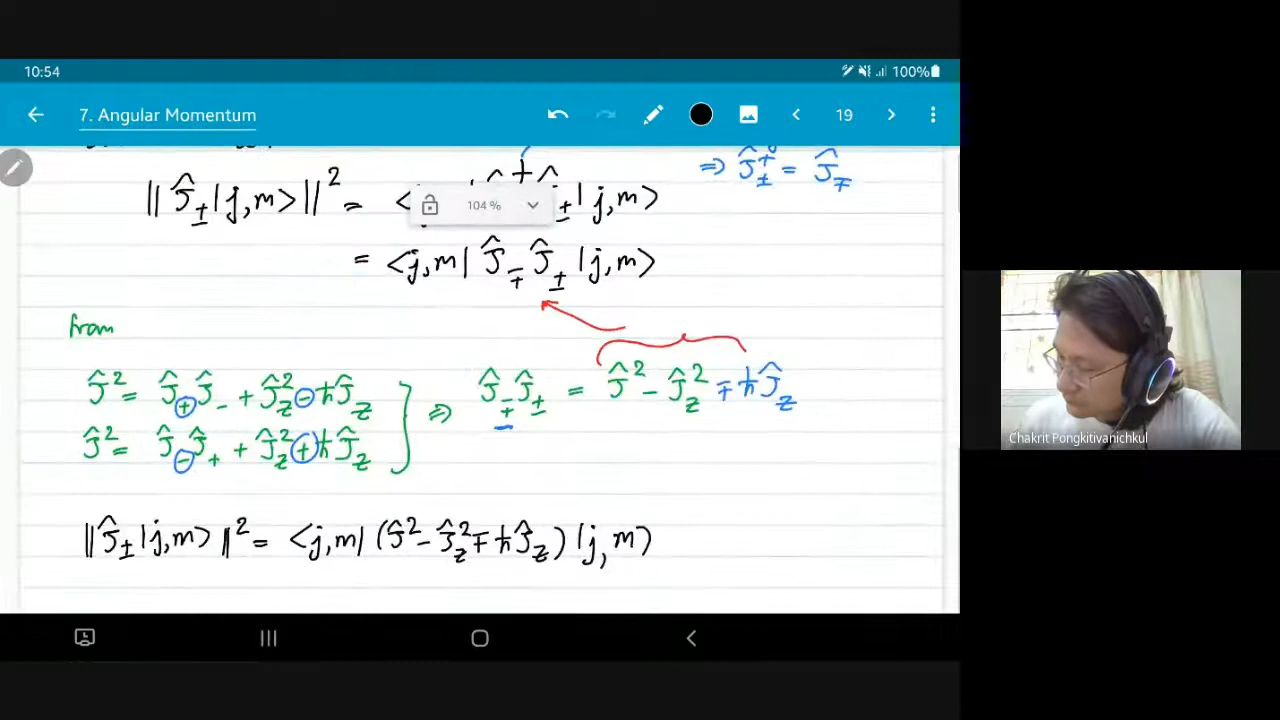 10:54 100%
7. Angular Momentum 19
⇒ Ĵ±† = Ĵ∓
‖Ĵ±|j,m>‖² = < ±|j,m>
104 %
= <j,m| Ĵ∓ Ĵ± |j,m>
from
Ĵ² = Ĵ₊Ĵ₋ + Ĵz² − ħĴz
Ĵ² = Ĵ₋Ĵ₊ + Ĵz² + ħĴz
⇒ Ĵ∓Ĵ± = Ĵ² − Ĵz² ∓ ħĴz
‖Ĵ±|j,m>‖² = <j,m| (Ĵ² − Ĵz² ∓ ħĴz) |j,m>
Chakrit Pongkitivanichkul